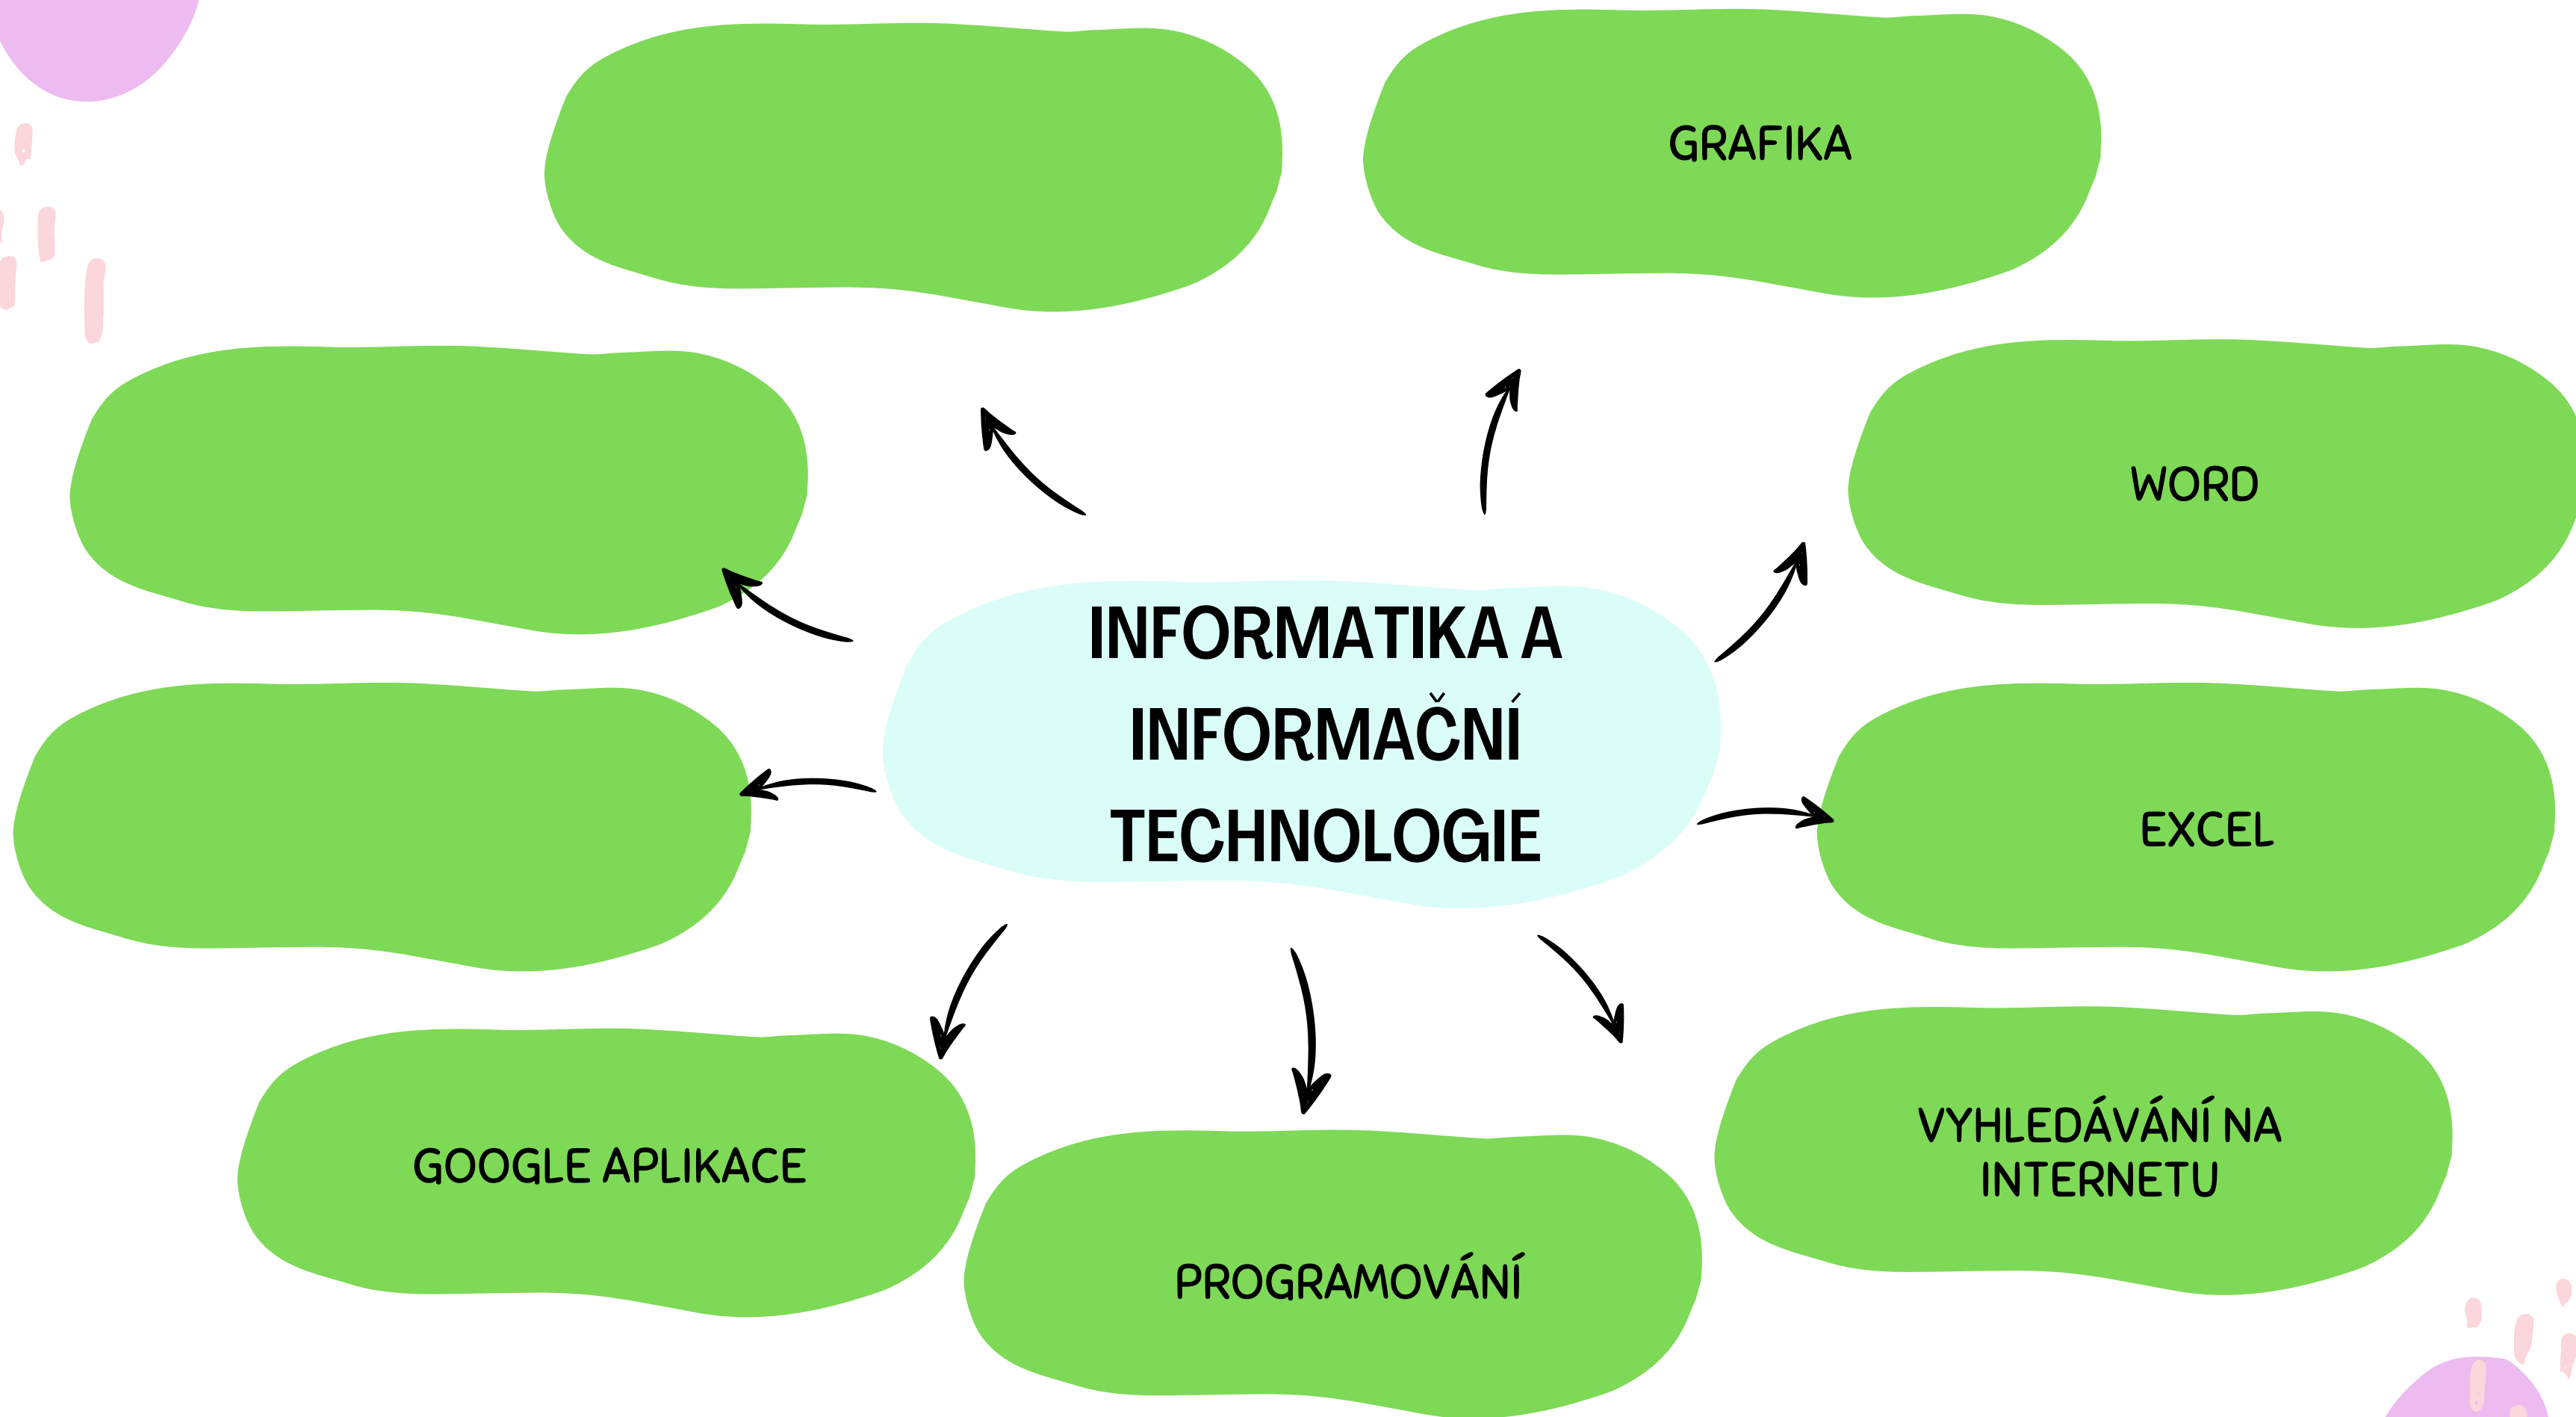 GRAFIKA
WORD
INFORMATIKA A
INFORMAČNÍ
TECHNOLOGIE
EXCEL
VYHLEDÁVÁNÍ NA
INTERNETU
GOOGLE APLIKACE
PROGRAMOVÁNÍ